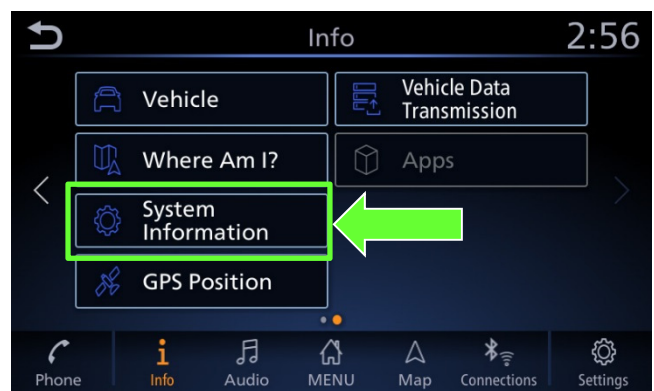 Info
2:56
Vehicle
Vehicle Data
Transmission
Where Am I?
Apps
System
Information
GPS Position
Phone
Info
Audio
MENU
Map
Connections
Settings